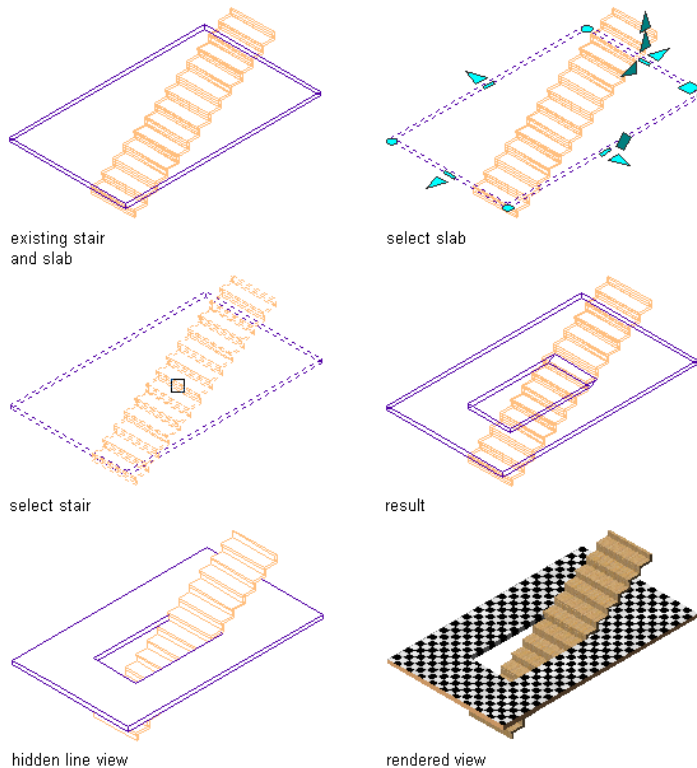 existing stair
and slab
select slab
select stair
result
hidden line view
rendered view